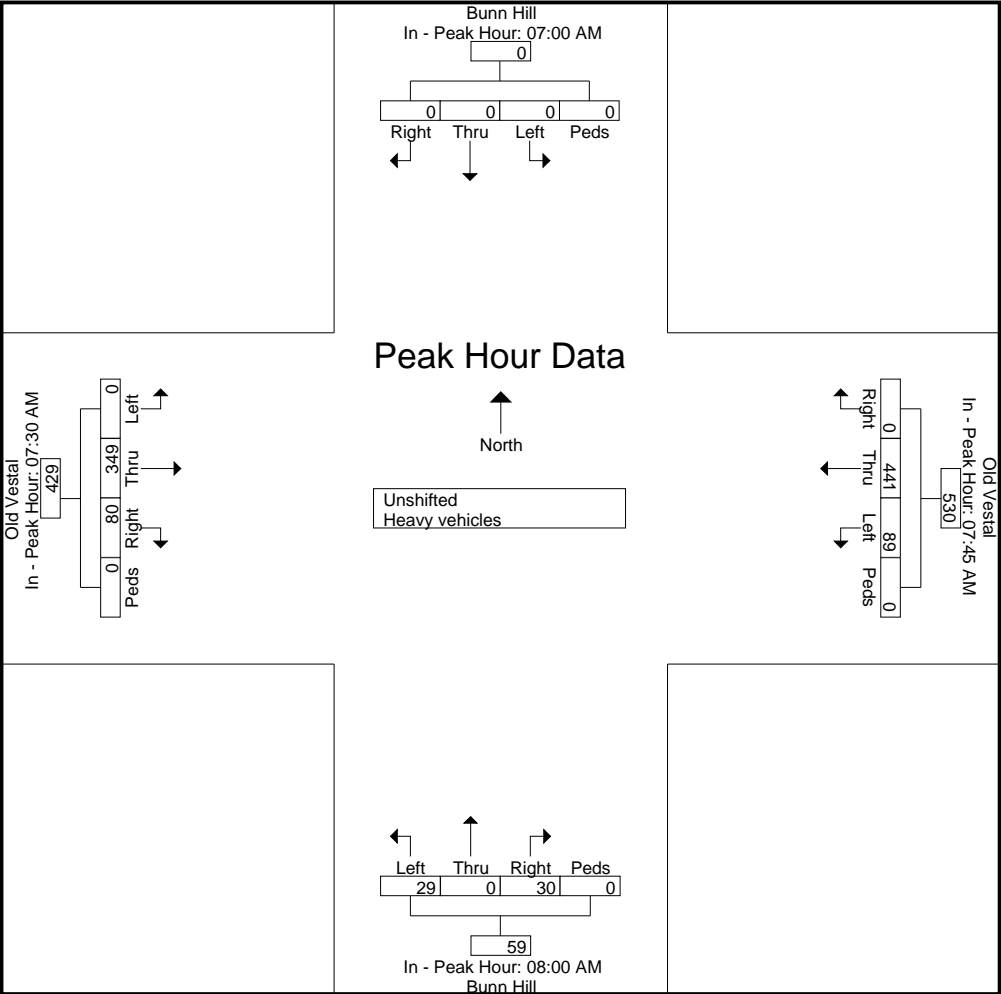 Bunn Hill
In - Peak Hour: 07:00 AM
0
0 0 0 0
Right Thru Left Peds
Peak Hour Data
North
Unshifted
Heavy vehicles
Old Vestal
In - Peak Hour: 07:30 AM
429
0 349 80 0
Left Thru Right Peds
Old Vestal
In - Peak Hour: 07:45 AM
530
0 441 89 0
Right Thru Left Peds
Left Thru Right Peds
29 0 30 0
59
In - Peak Hour: 08:00 AM
Bunn Hill